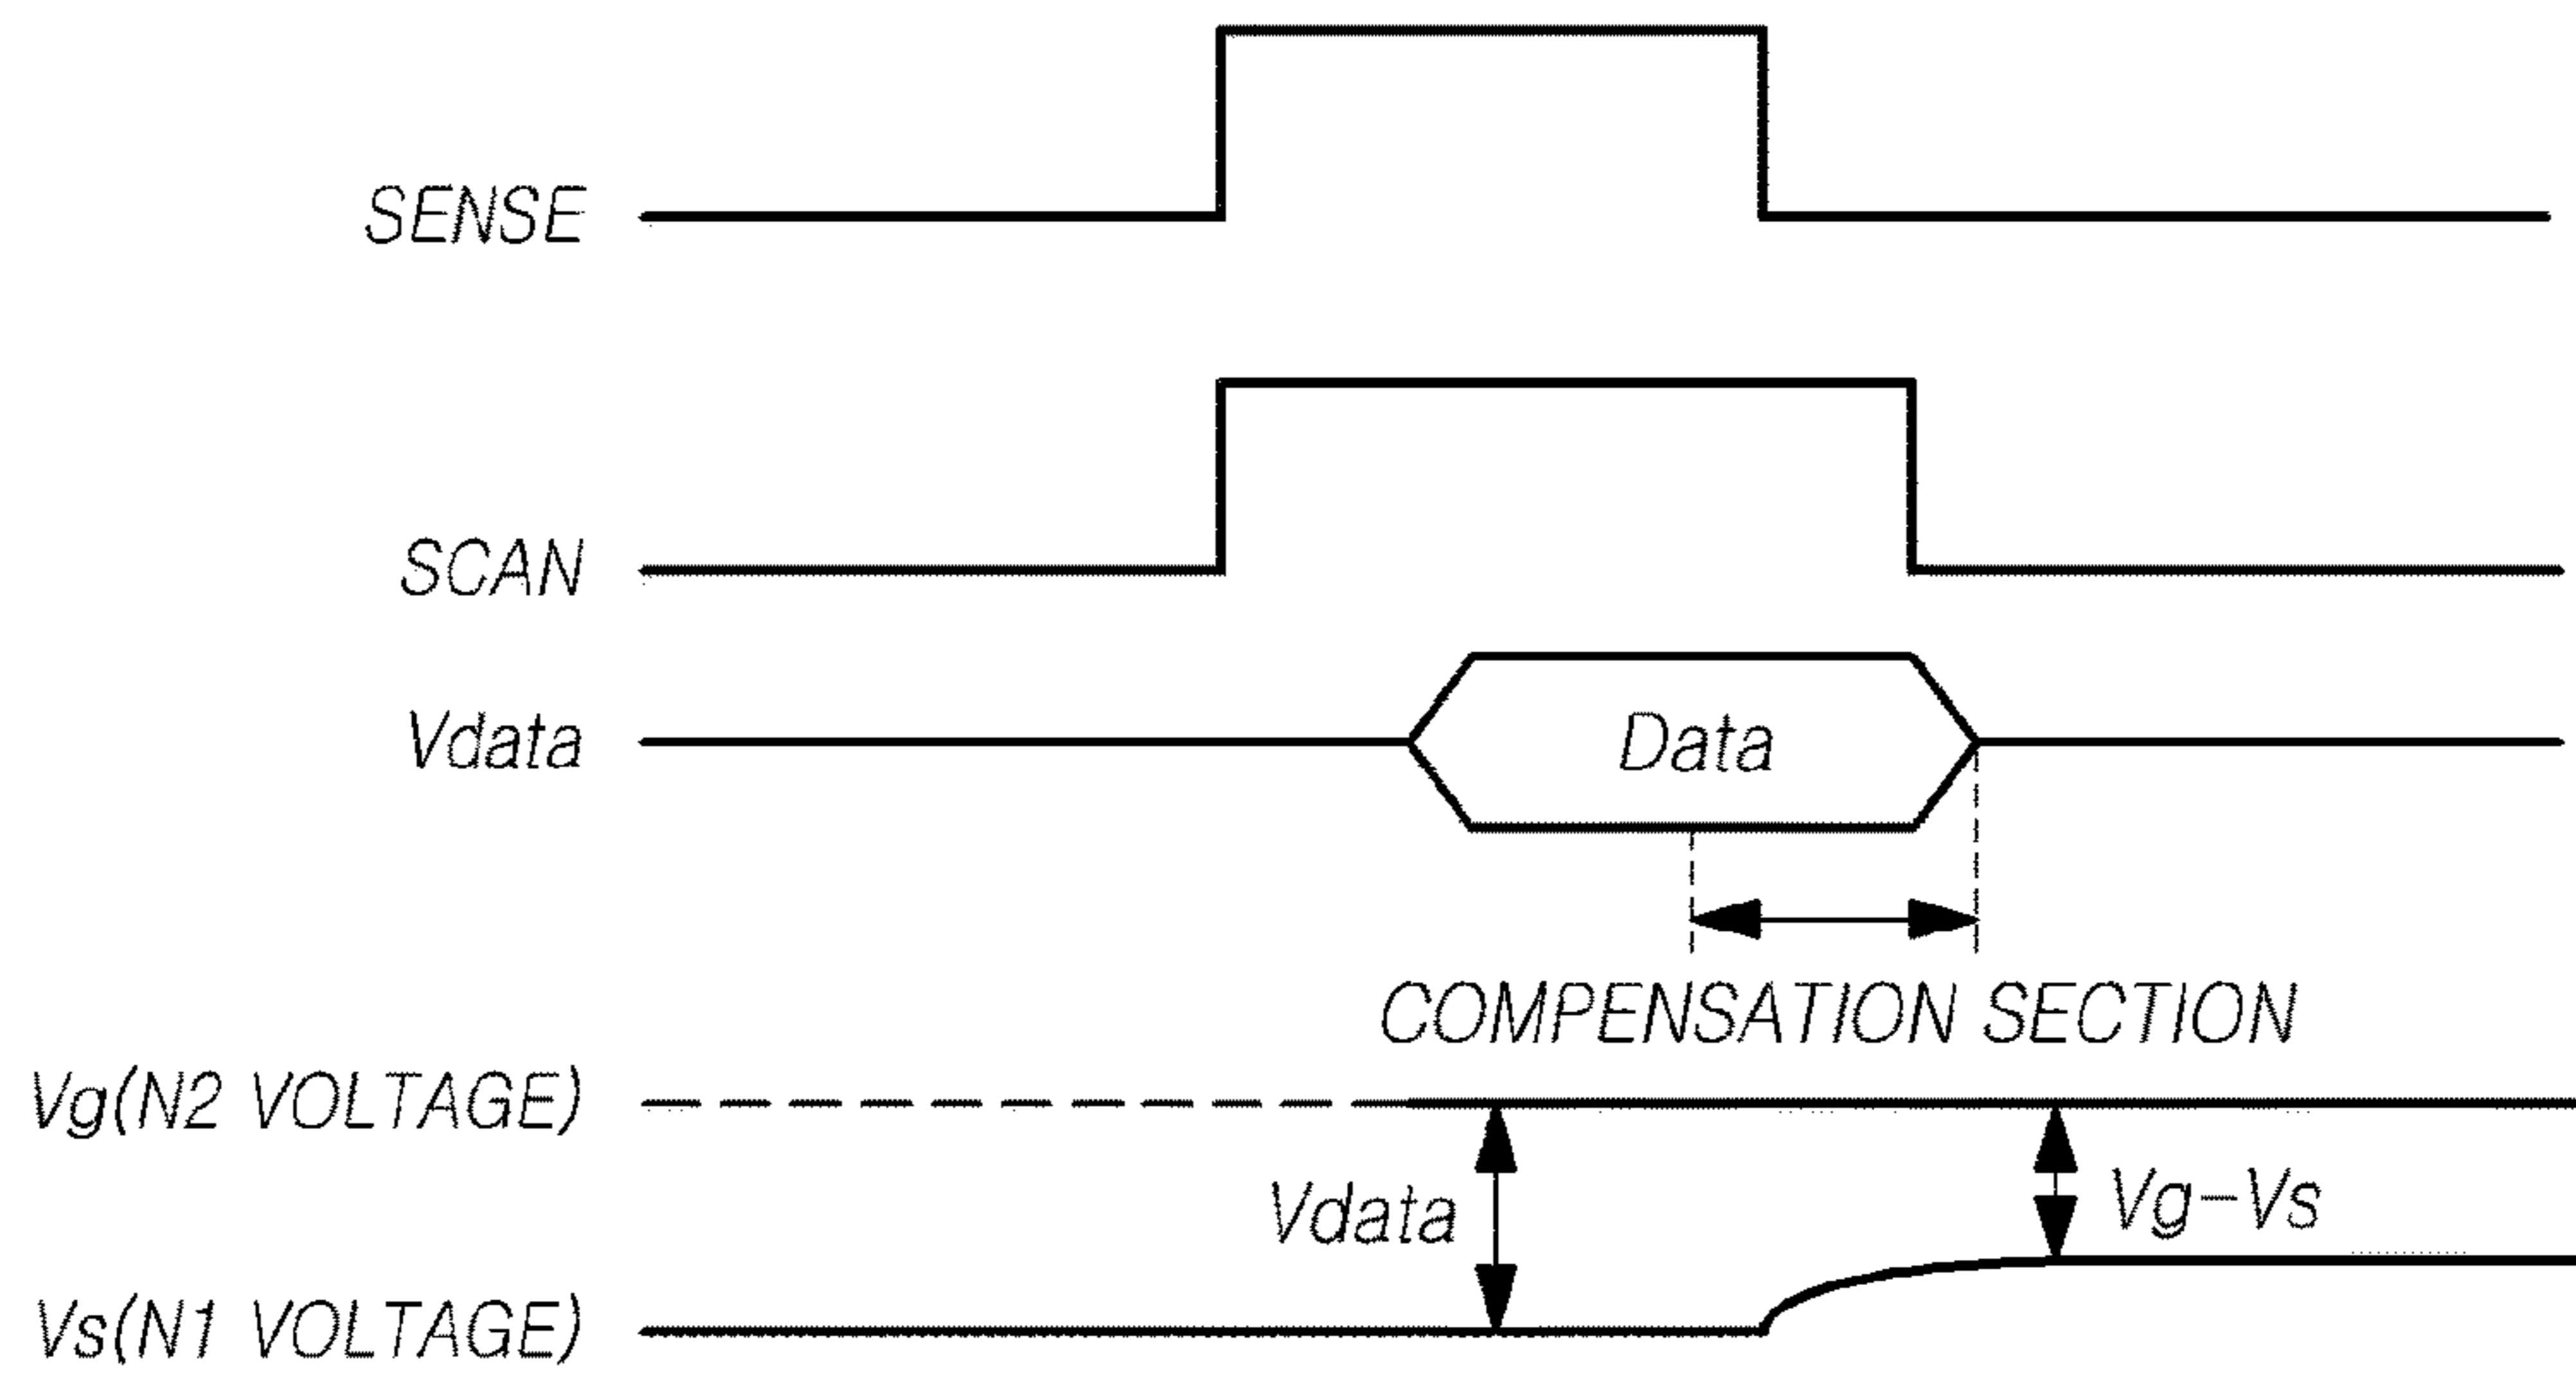 SENSE
SCAN
Vdata
Data
COMPENSATION SECTION
Vg(N2 VOLTAGE)
Vdata
Vg-Vs
Vs(N1 VOLTAGE)